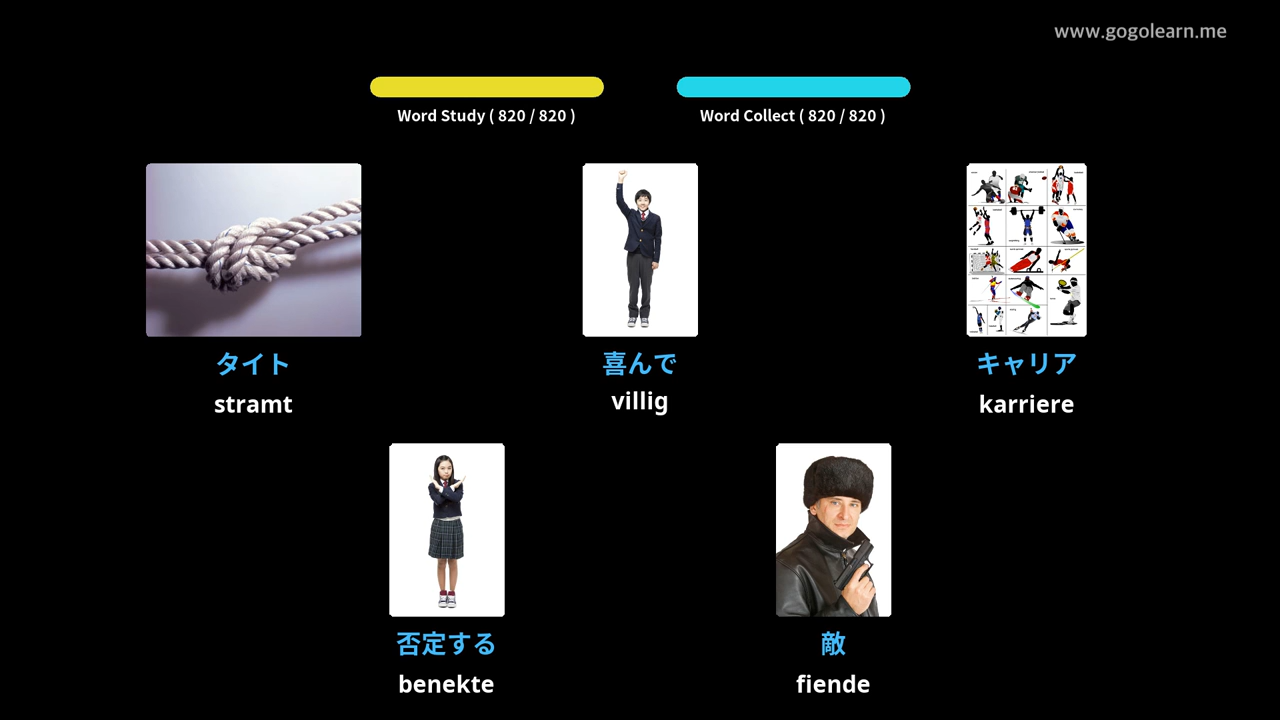 www.gogolearn.me
Word Study ( 820 / 820 )
Word Collect ( 820 / 820 )
タイト
stramt
喜んで
villig
キャリア
karriere
否定する
benekte
敵
fiende